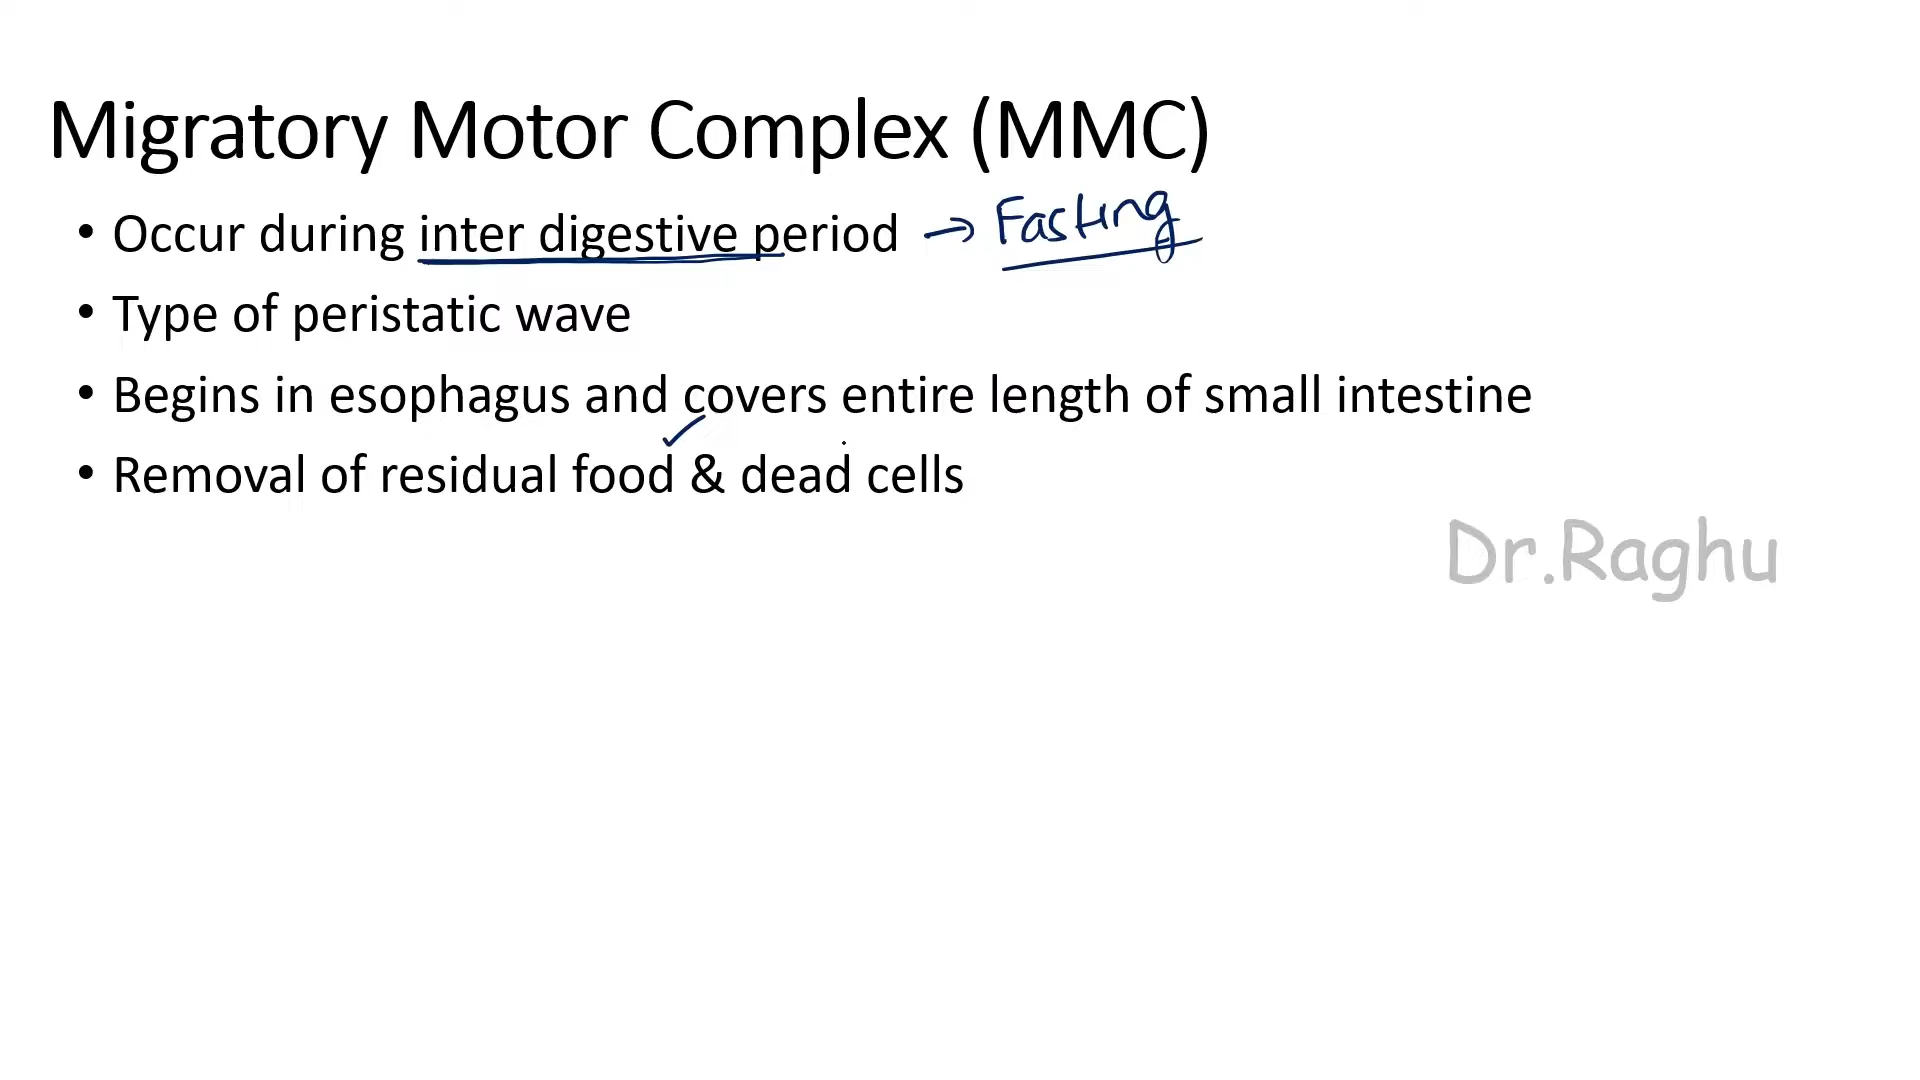 Migratory Motor Complex (MMC)
• Occur during inter digestive period → Fasting
• Type of peristatic wave
• Begins in esophagus and covers entire length of small intestine
• Removal of residual food & dead cells
Dr.Raghu